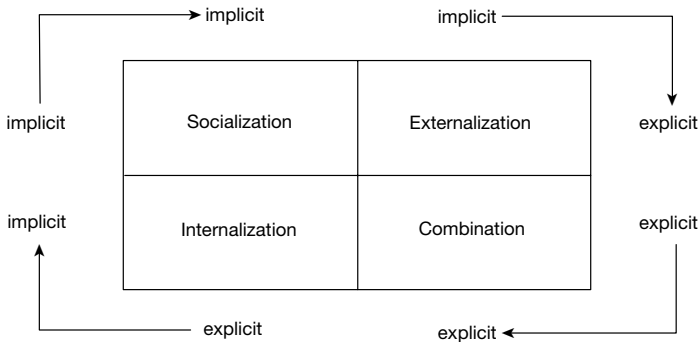 implicit
implicit
implicit
Socialization
Externalization
explicit
implicit
Internalization
Combination
explicit
explicit
explicit